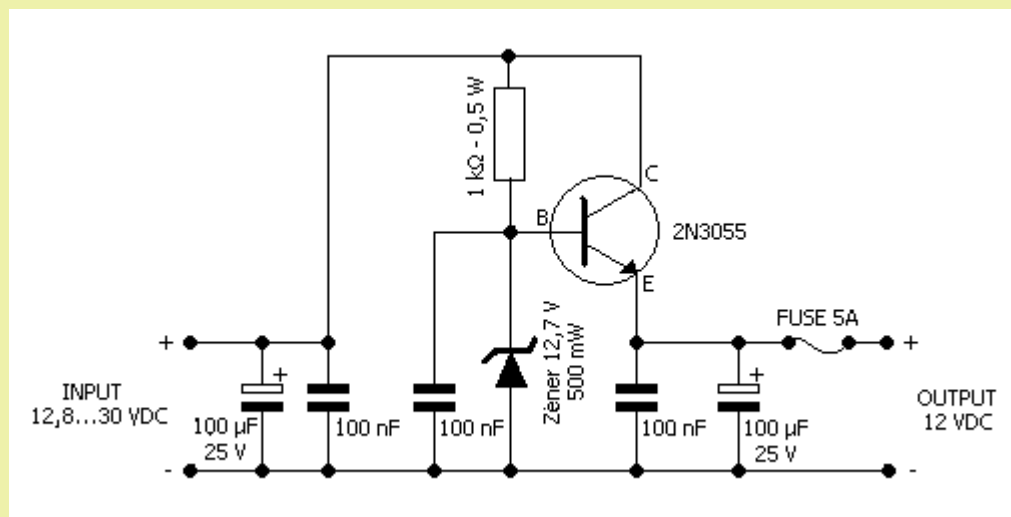 1 kΩ - 0,5 W
C
B
2N3055
E
Zèner 12,7 V
500 mW
FUSE 5A
+
+
+
+
INPUT
12,8...30 VDC
100 µF
25 V
100 nF
100 nF
100 nF
100 µF
25 V
OUTPUT
12 VDC
-
-